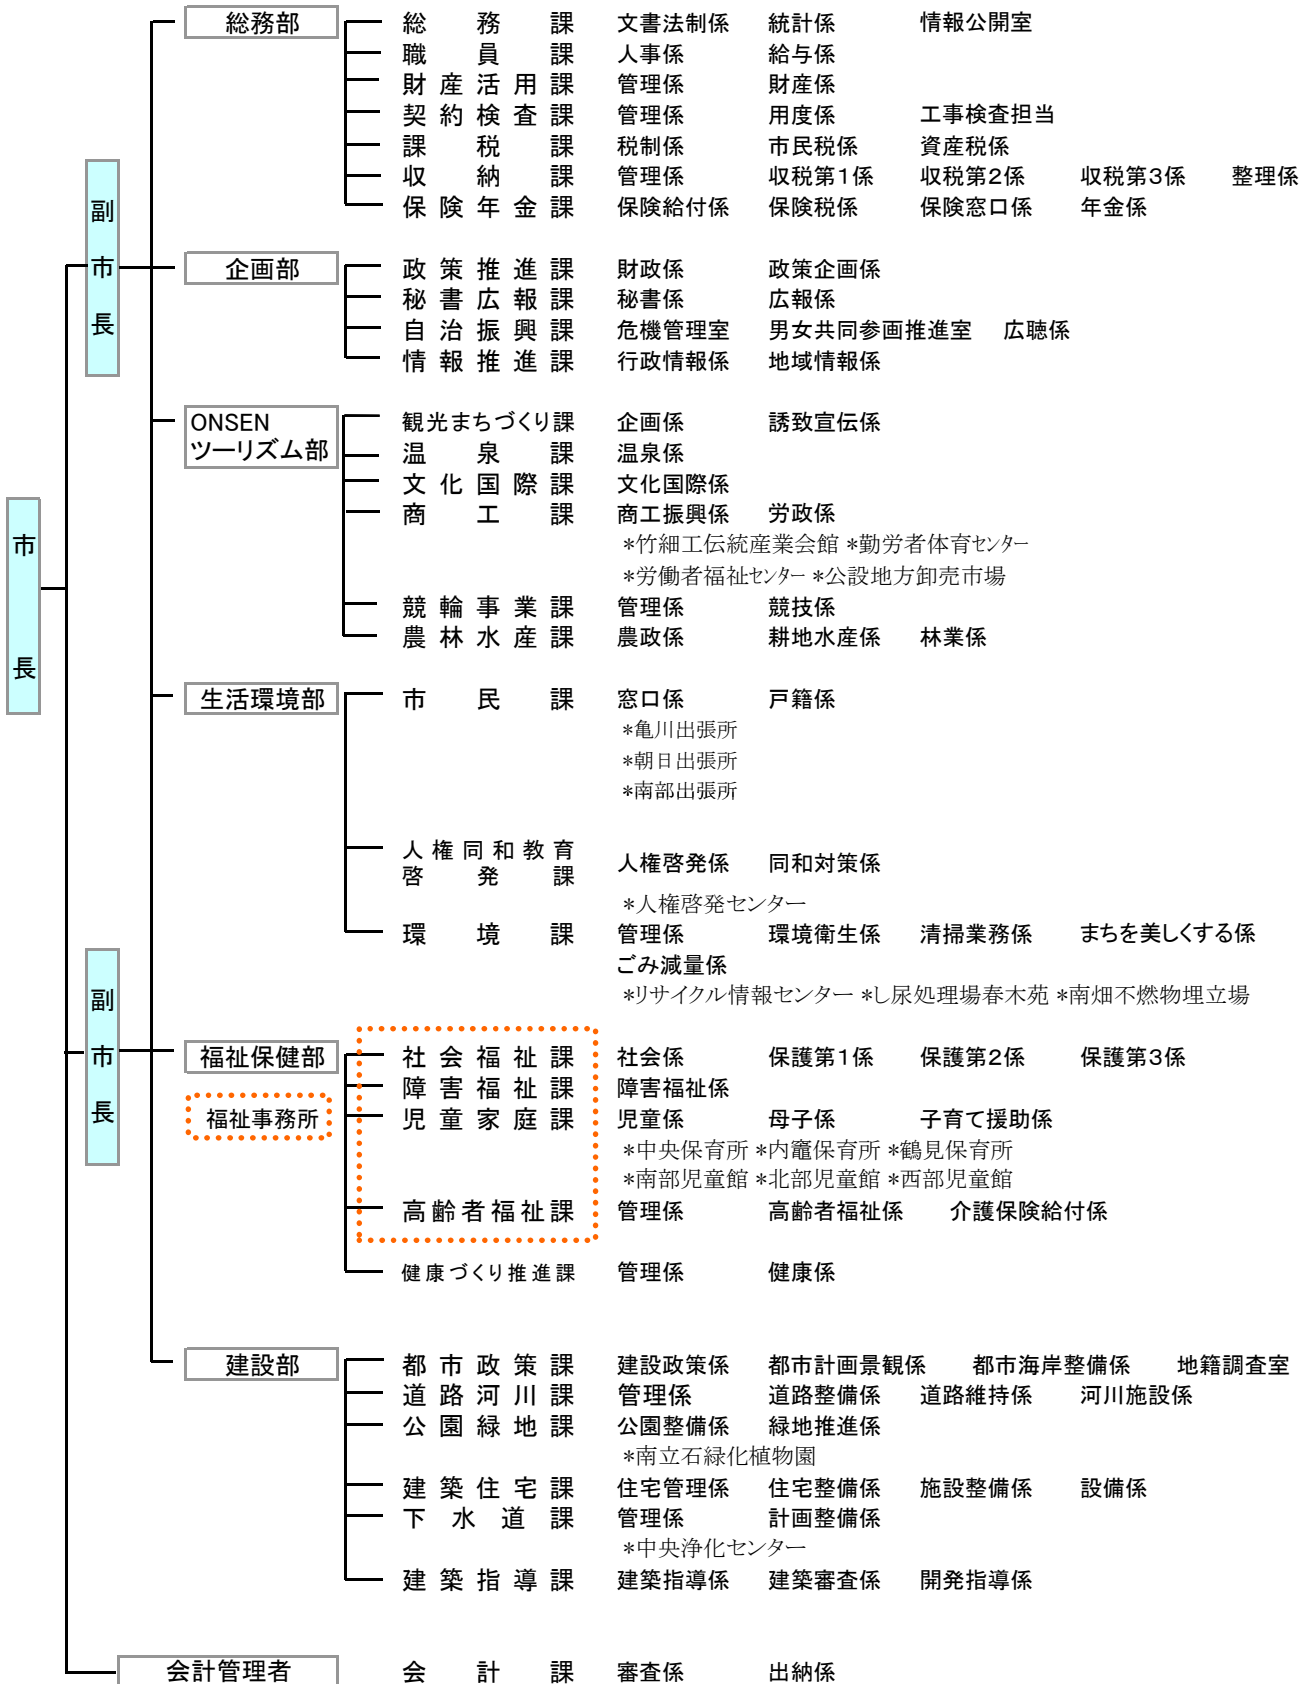 総務部 総務課 文書法制係 統計係 情報公開室
職員課 人事係 給与係
財産活用課 管理係 財産係
契約検査課 管理係 用度係 工事検査担当
課税課 税制係 市民税係 資産税係
収納課 管理係 収税第1係 収税第2係 収税第3係 整理係
保険年金課 保険給付係 保険税係 保険窓口係 年金係
副市長
企画部 政策推進課 財政係 政策企画係
秘書広報課 秘書係 広報係
自治振興課 危機管理室 男女共同参画推進室 広聴係
情報推進課 行政情報係 地域情報係
ONSEN
ツーリズム部
観光まちづくり課 企画係 誘致宣伝係
温泉課 温泉係
文化国際課 文化国際係
商工課 商工振興係 労政係
*竹細工伝統産業会館 *勤労者体育センター
*労働者福祉センター *公設地方卸売市場
競輪事業課 管理係 競技係
農林水産課 農政係 耕地水産係 林業係
市長
生活環境部 市民課 窓口係 戸籍係
*亀川出張所
*朝日出張所
*南部出張所
人権同和教育
啓発課
人権啓発係 同和対策係
*人権啓発センター
環境課 管理係 環境衛生係 清掃業務係 まちを美しくする係
ごみ減量係
*リサイクル情報センター *し尿処理場春木苑 *南畑不燃物埋立場
副市長
福祉保健部 社会福祉課 社会係 保護第1係 保護第2係 保護第3係
障害福祉課 障害福祉係
福祉事務所 児童家庭課 児童係 母子係 子育て援助係
*中央保育所 *内竈保育所 *鶴見保育所
*南部児童館 *北部児童館 *西部児童館
高齢者福祉課 管理係 高齢者福祉係 介護保険給付係
健康づくり推進課 管理係 健康係
建設部 都市政策課 建設政策係 都市計画景観係 都市海岸整備係 地籍調査室
道路河川課 管理係 道路整備係 道路維持係 河川施設係
公園緑地課 公園整備係 緑地推進係
*南立石緑化植物園
建築住宅課 住宅管理係 住宅整備係 施設整備係 設備係
下水道課 管理係 計画整備係
*中央浄化センター
建築指導課 建築指導係 建築審査係 開発指導係
会計管理者 会計課 審査係 出納係